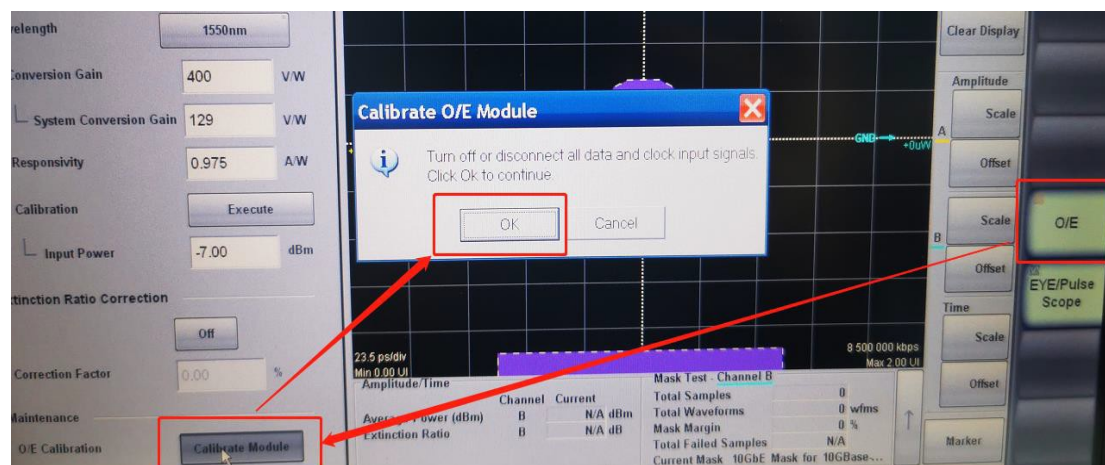 velength 1550nm
Conversion Gain 400 V/W
System Conversion Gain 129 V/W
Responsivity 0.975 A/W
Calibration Execute
Input Power -7.00 dBm
xtinction Ratio Correction
Off
Correction Factor 0.00 %
Maintenance
O/E Calibration Calibrate Module
Calibrate O/E Module
Turn off or disconnect all data and clock input signals.
Click Ok to continue.
OK Cancel
GND
+0uW
23.5 ps/div
Min 0.00 UI
8 500 000 kbps
Max 2.00 UI
Amplitude/Time
Channel Current
Average Power (dBm) B N/A dBm
Extinction Ratio B N/A dB
Mask Test - Channel B
Total Samples 0
Total Waveforms 0 wfms
Mask Margin 0 %
Total Failed Samples N/A
Current Mask 10GbE Mask for 10GBase-...
Clear Display
Amplitude
A
Scale
Offset
B
Scale
Offset
Time
Scale
Offset
Marker
O/E
EYE/Pulse
Scope